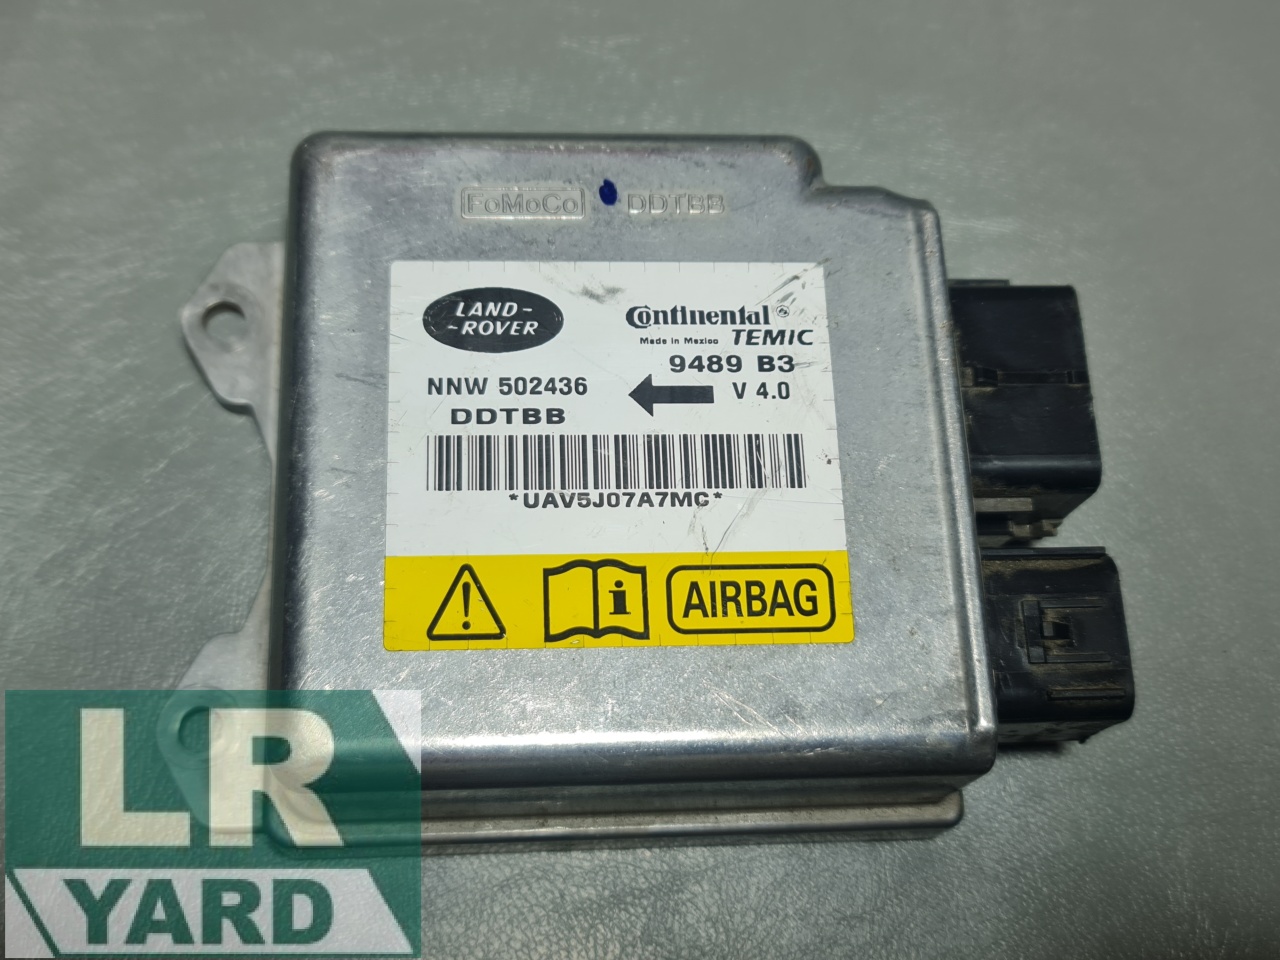 FoMoCo DDTBB
LAND-
-ROVER
Continental
Made in Mexico TEMIC
9489 B3
NNW 502436
V 4.0
DDTBB
*UAV5J07A7MC*
i
AIRBAG
LR
YARD